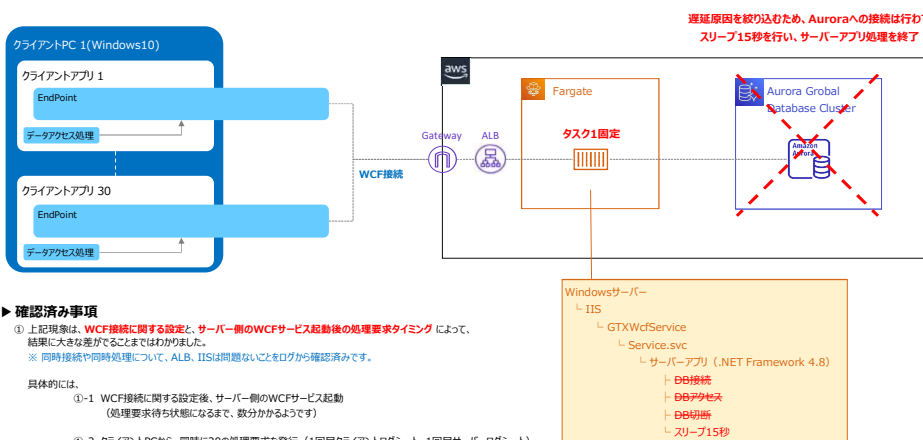 遅延原因を絞り込むため、Auroraへの接続は行わ
スリープ15秒を行い、サーバーアプリ処理を終了
クライアントPC 1(Windows10)
クライアントアプリ 1
EndPoint
データアクセス処理
クライアントアプリ 30
EndPoint
データアクセス処理
WCF接続
aws
Gateway
ALB
Fargate
タスク1固定
Aurora Grobal
Database Cluster
Amazon
Aurora
Windowsサーバー
└ IIS
└ GTXWcfService
└ Service.svc
└ サーバーアプリ（.NET Framework 4.8）
├ DB接続
├ DBアクセス
├ DB切断
└ スリープ15秒
▶ 確認済み事項
① 上記現象は、WCF接続に関する設定と、サーバー側のWCFサービス起動後の処理要求タイミング によって、
結果に大きな差がでることまではわかりました。
※ 同時接続や同時処理について、ALB、IISは問題ないことをログから確認済みです。
具体的には、
①-1 WCF接続に関する設定後、サーバー側のWCFサービス起動
（処理要求待ち状態になるまで、数分かかるようです）